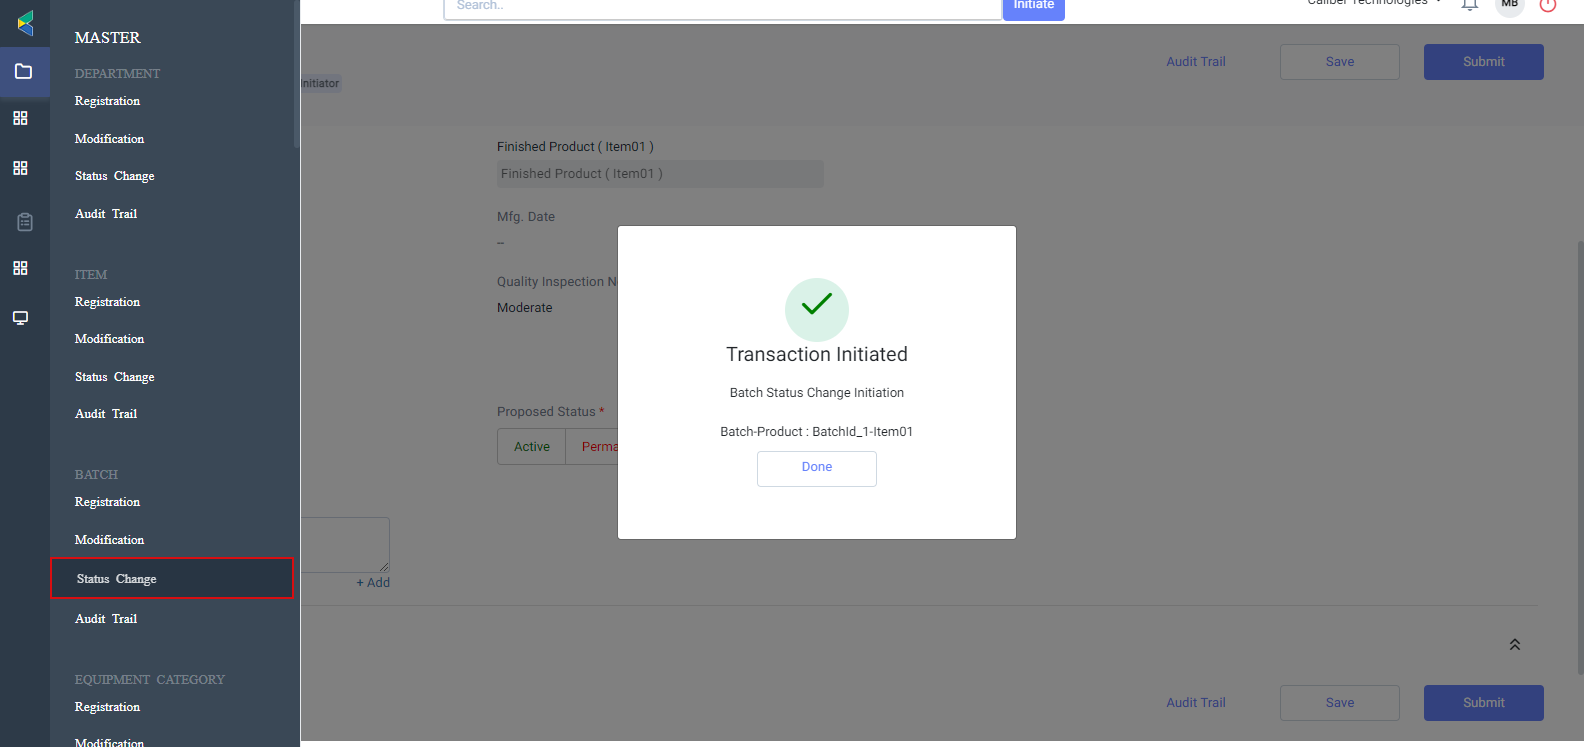 Search..
Initiate
Caliber Technologies
MB
MASTER
DEPARTMENT
Registration
Modification
Status Change
Audit Trail
ITEM
Registration
Modification
Status Change
Audit Trail
BATCH
Registration
Modification
Status Change
Audit Trail
EQUIPMENT CATEGORY
Registration
Modification
Initiator
Audit Trail
Save
Submit
Finished Product ( Item01 )
Finished Product ( Item01 )
Mfg. Date
--
Quality Inspection N
Moderate
Proposed Status *
Active
Perma
+ Add
Transaction Initiated
Batch Status Change Initiation
Batch-Product : BatchId_1-Item01
Done
Audit Trail
Save
Submit